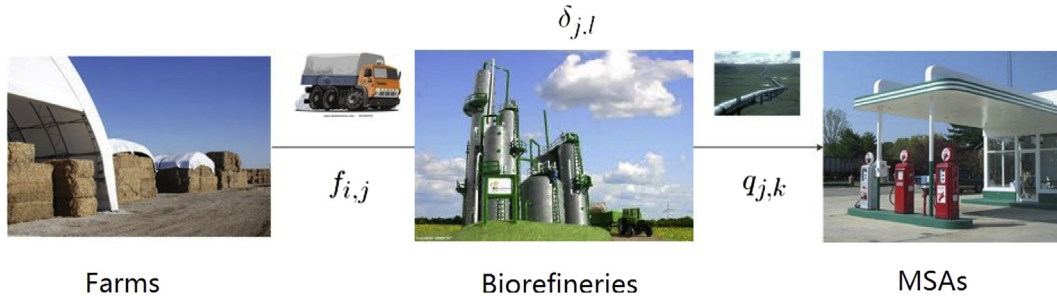 δ_{j,l}
f_{i,j}
q_{j,k}
Farms
Biorefineries
MSAs